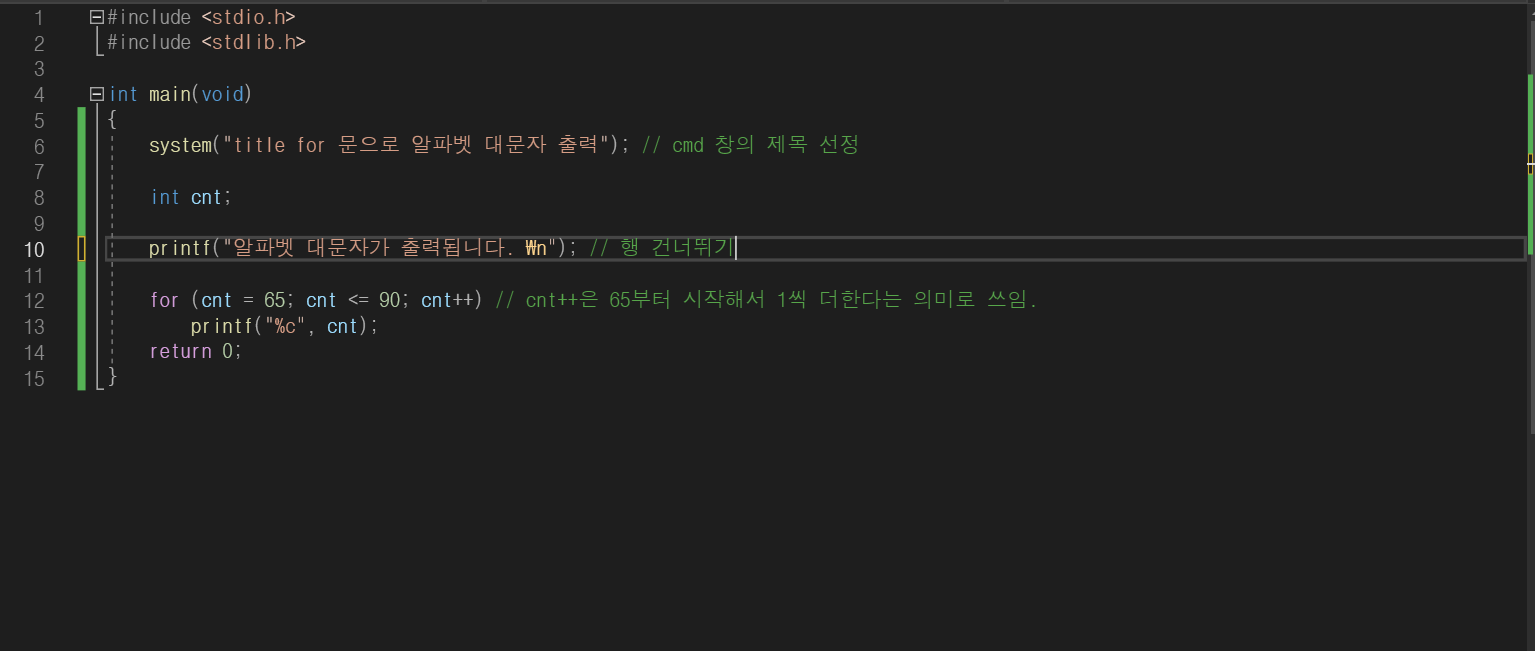 1 #include <stdio.h>
2 #include <stdlib.h>
3
4 int main(void)
5 {
6 system("title for 문으로 알파벳 대문자 출력"); // cmd 창의 제목 선정
7
8 int cnt;
9
10 printf("알파벳 대문자가 출력됩니다. ₩n"); // 행 건너뛰기
11
12 for (cnt = 65; cnt <= 90; cnt++) // cnt++은 65부터 시작해서 1씩 더한다는 의미로 쓰임.
13 printf("%c", cnt);
14 return 0;
15 }